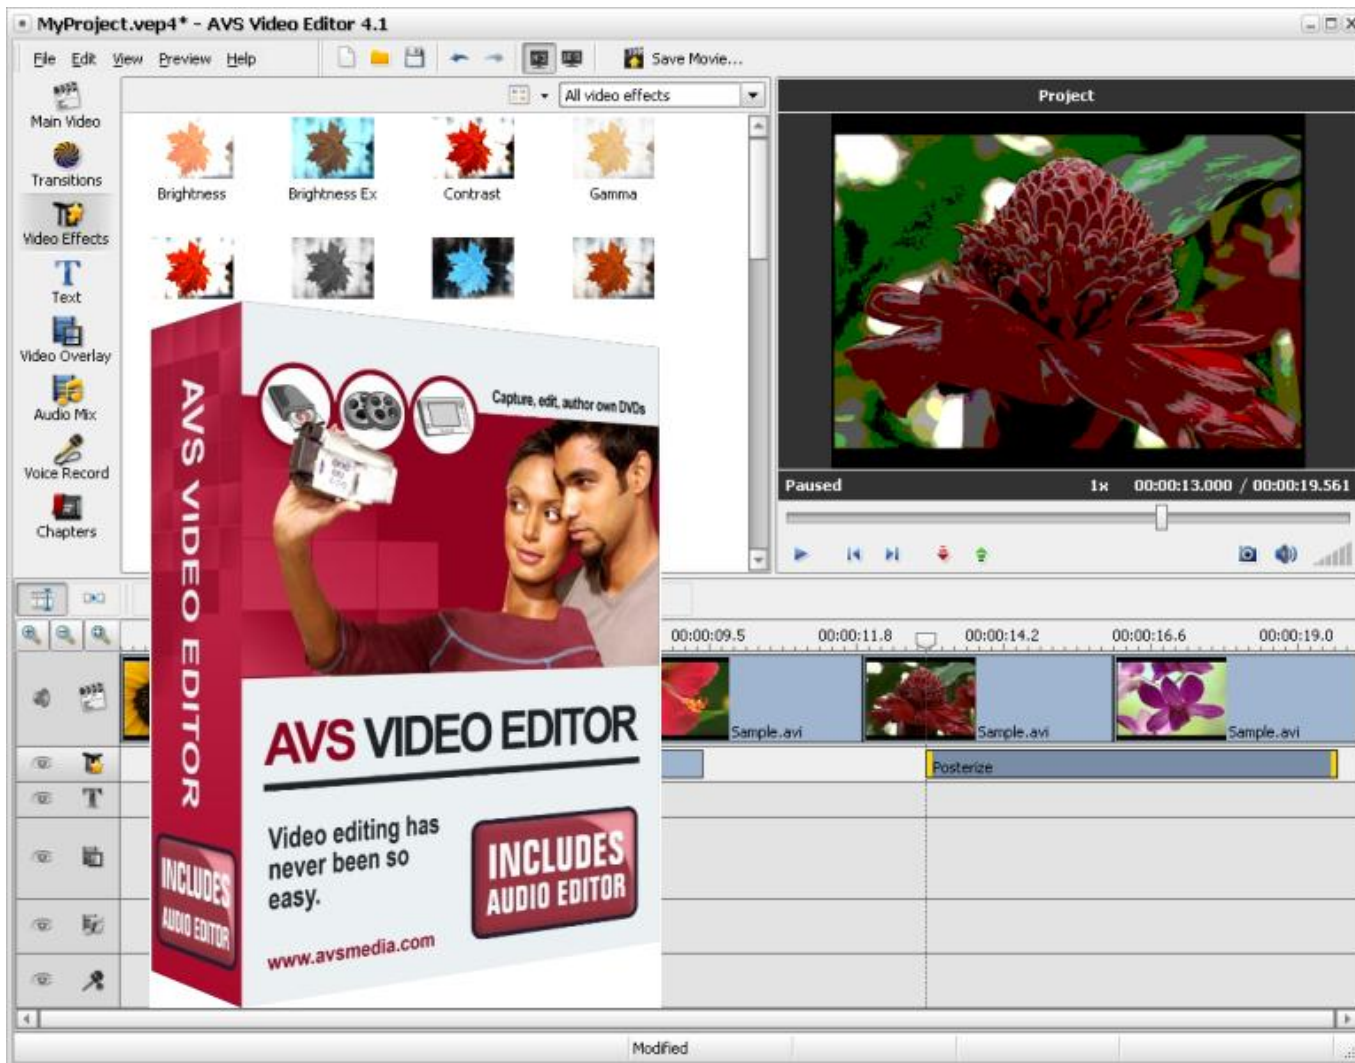 MyProject.vep4* - AVS Video Editor 4.1
File Edit View Preview Help
Save Movie...
Main Video
Transitions
Video Effects
Text
Video Overlay
Audio Mix
Voice Record
Chapters
All video effects
Brightness
Brightness Ex
Contrast
Gamma
Project
Paused
1x
00:00:13.000 / 00:00:19.561
AVS VIDEO EDITOR
INCLUDES
AUDIO EDITOR
Capture, edit, author own DVDs
AVS VIDEO EDITOR
Video editing has
never been so
easy.
INCLUDES
AUDIO EDITOR
www.avsmedia.com
00:00:09.5 00:00:11.8 00:00:14.2 00:00:16.6 00:00:19.0
Sample.avi Sample.avi Sample.avi
Posterize
T
Modified